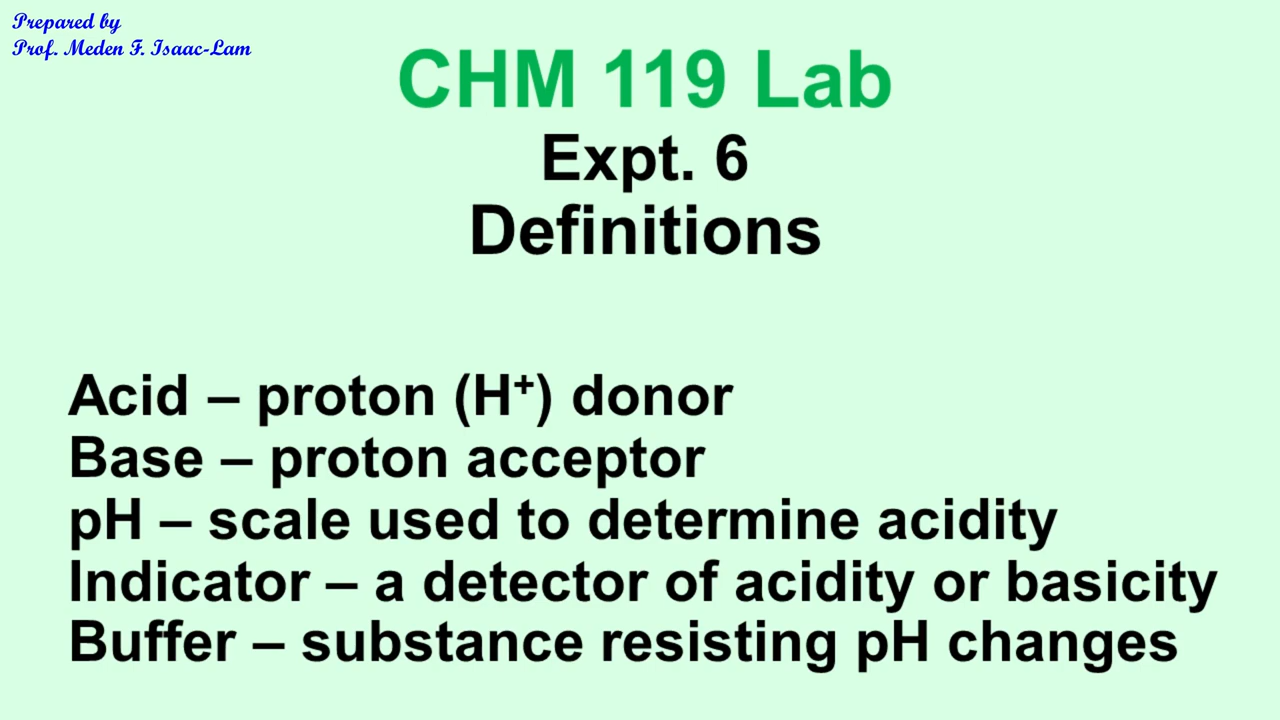 Prepared by
Prof. Meden F. Isaac-Lam
CHM 119 Lab
Expt. 6
Definitions
Acid – proton (H⁺) donor
Base – proton acceptor
pH – scale used to determine acidity
Indicator – a detector of acidity or basicity
Buffer – substance resisting pH changes